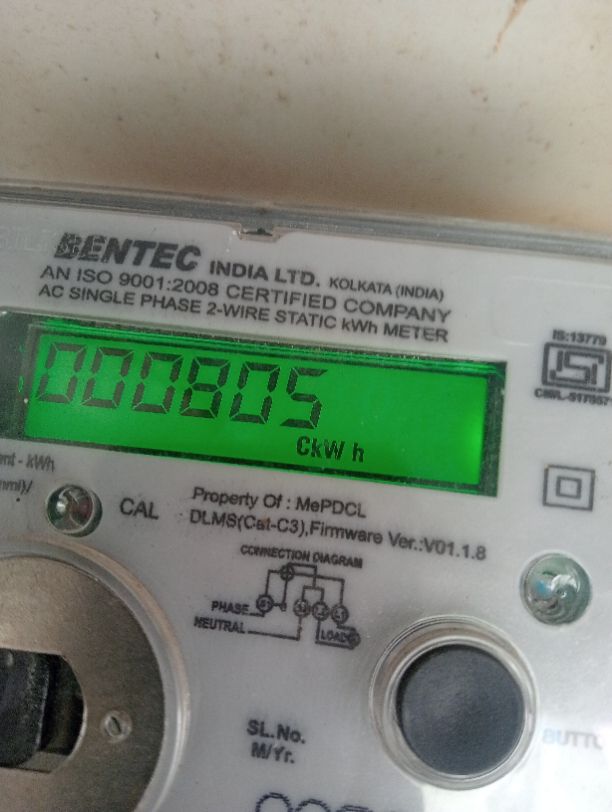 BENTEC INDIA LTD. KOLKATA (INDIA)
AN ISO 9001:2008 CERTIFIED COMPANY
AC SINGLE PHASE 2-WIRE STATIC kWh METER
IS:13779
ISI
000805
CkW h
- kWh
CAL
Property Of : MePDCL
DLMS(Cat-C3),Firmware Ver.:V01.1.8
CONNECTION DIAGRAM
PHASE
NEUTRAL
LOAD
SL.No.
M/Yr.